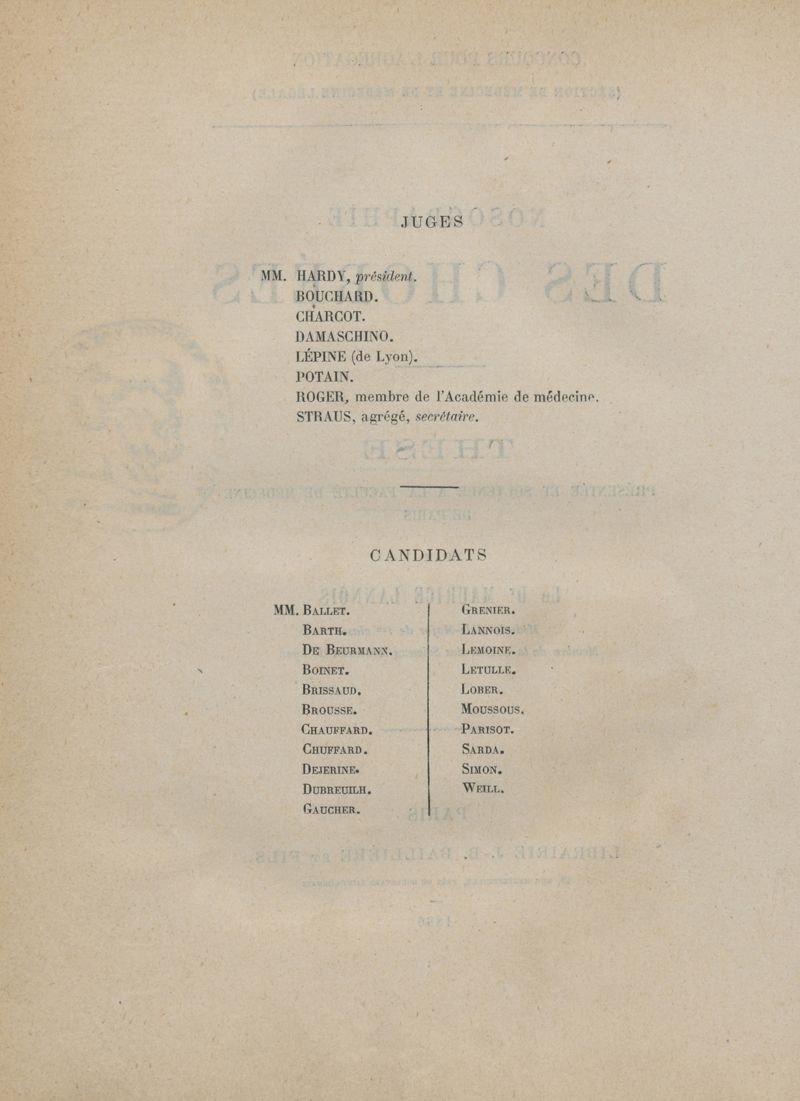 JUGES
MM. HARDY, président.
BOUCHARD.
CHARCOT.
DAMASCHINO.
LÉPINE (de Lyon).
POTAIN.
ROGER, membre de l'Académie de médecine.
STRAUS, agrégé, secrétaire.
CANDIDATS
MM. BALLET.
BARTH.
DE BEURMANN.
BOINET.
BRISSAUD.
BROUSSE.
CHAUFFARD.
CHUFFARD.
DEJERINE.
DUBREUILH.
GAUCHER.
GRENIER.
LANNOIS.
LEMOINE.
LETULLE.
LOBER.
MOUSSOUS.
PARISOT.
SARDA.
SIMON.
WEILL.